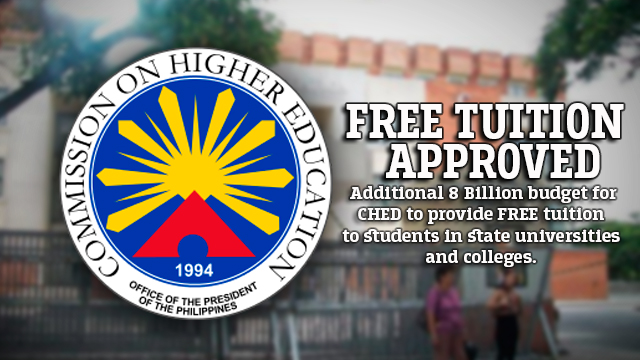 COMMISSION ON HIGHER EDUCATION
1994
OFFICE OF THE PRESIDENT
OF THE PHILIPPINES
FREE TUITION
APPROVED
Additional 8 Billion budget for
CHED to provide FREE tuition
to students in state universities
and colleges.